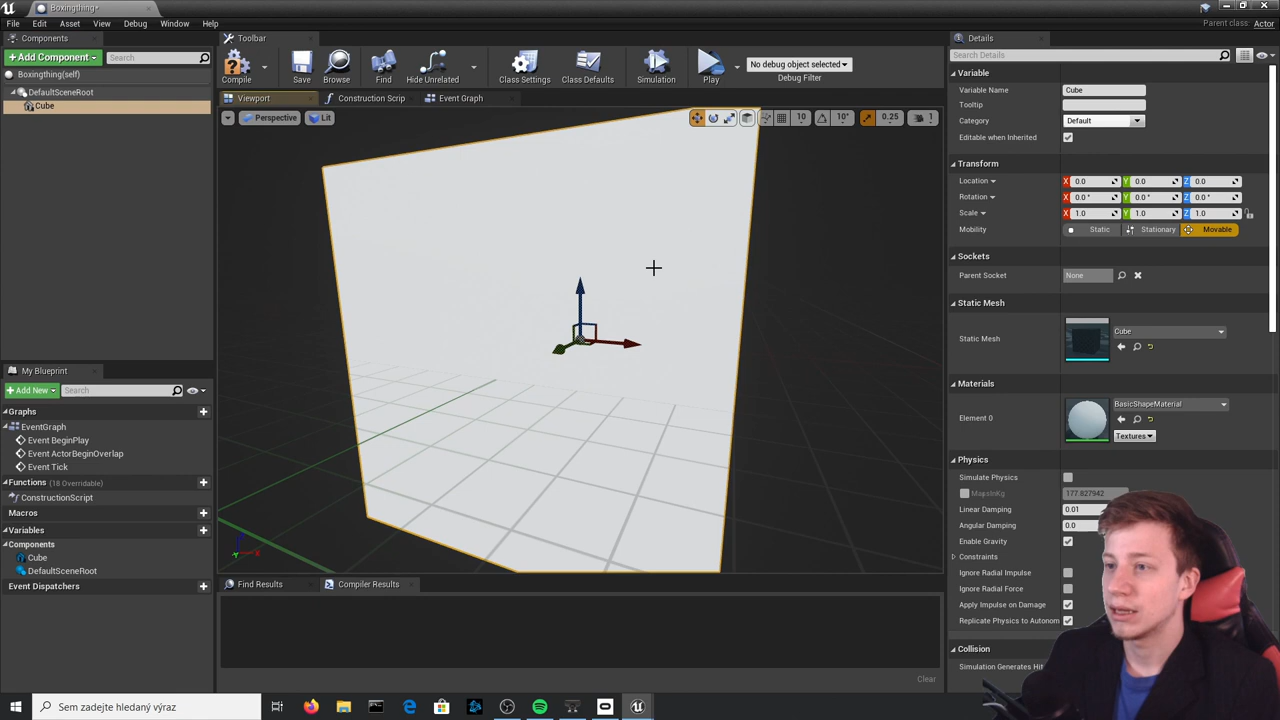 Boxingthing*
File Edit Asset View Debug Window Help
Parent class: Actor
Components
Toolbar
Details
+Add Component
Search
Boxingthing(self)
DefaultSceneRoot
Cube
Compile
Save
Browse
Find
Hide Unrelated
Class Settings
Class Defaults
Play
Simulation
No debug object selected
Debug Filter
Viewport
Construction Scrip
Event Graph
Perspective
Lit
10
10°
0.25
1
Search Details
Variable
Variable Name Cube
Tooltip
Category Default
Editable when Inherited
Transform
Location X 0.0 Y 0.0 Z 0.0
Rotation X 0.0 ° Y 0.0 ° Z 0.0 °
Scale X 1.0 Y 1.0 Z 1.0
Mobility Static Stationary Movable
Sockets
Parent Socket None
Static Mesh
Static Mesh Cube
Materials
Element 0 BasicShapeMaterial
Textures
Physics
Simulate Physics
MassInKg 177.827942
Linear Damping 0.01
Angular Damping 0.0
Enable Gravity
Constraints
Ignore Radial Impulse
Ignore Radial Force
Apply Impulse on Damage
Replicate Physics to Autonom
Collision
Simulation Generates Hit
My Blueprint
+Add New
Search
Graphs
EventGraph
Event BeginPlay
Event ActorBeginOverlap
Event Tick
Functions (18 Overridable)
ConstructionScript
Macros
Variables
Components
Cube
DefaultSceneRoot
Event Dispatchers
Find Results
Compiler Results
Clear
Sem zadejte hledaný výraz